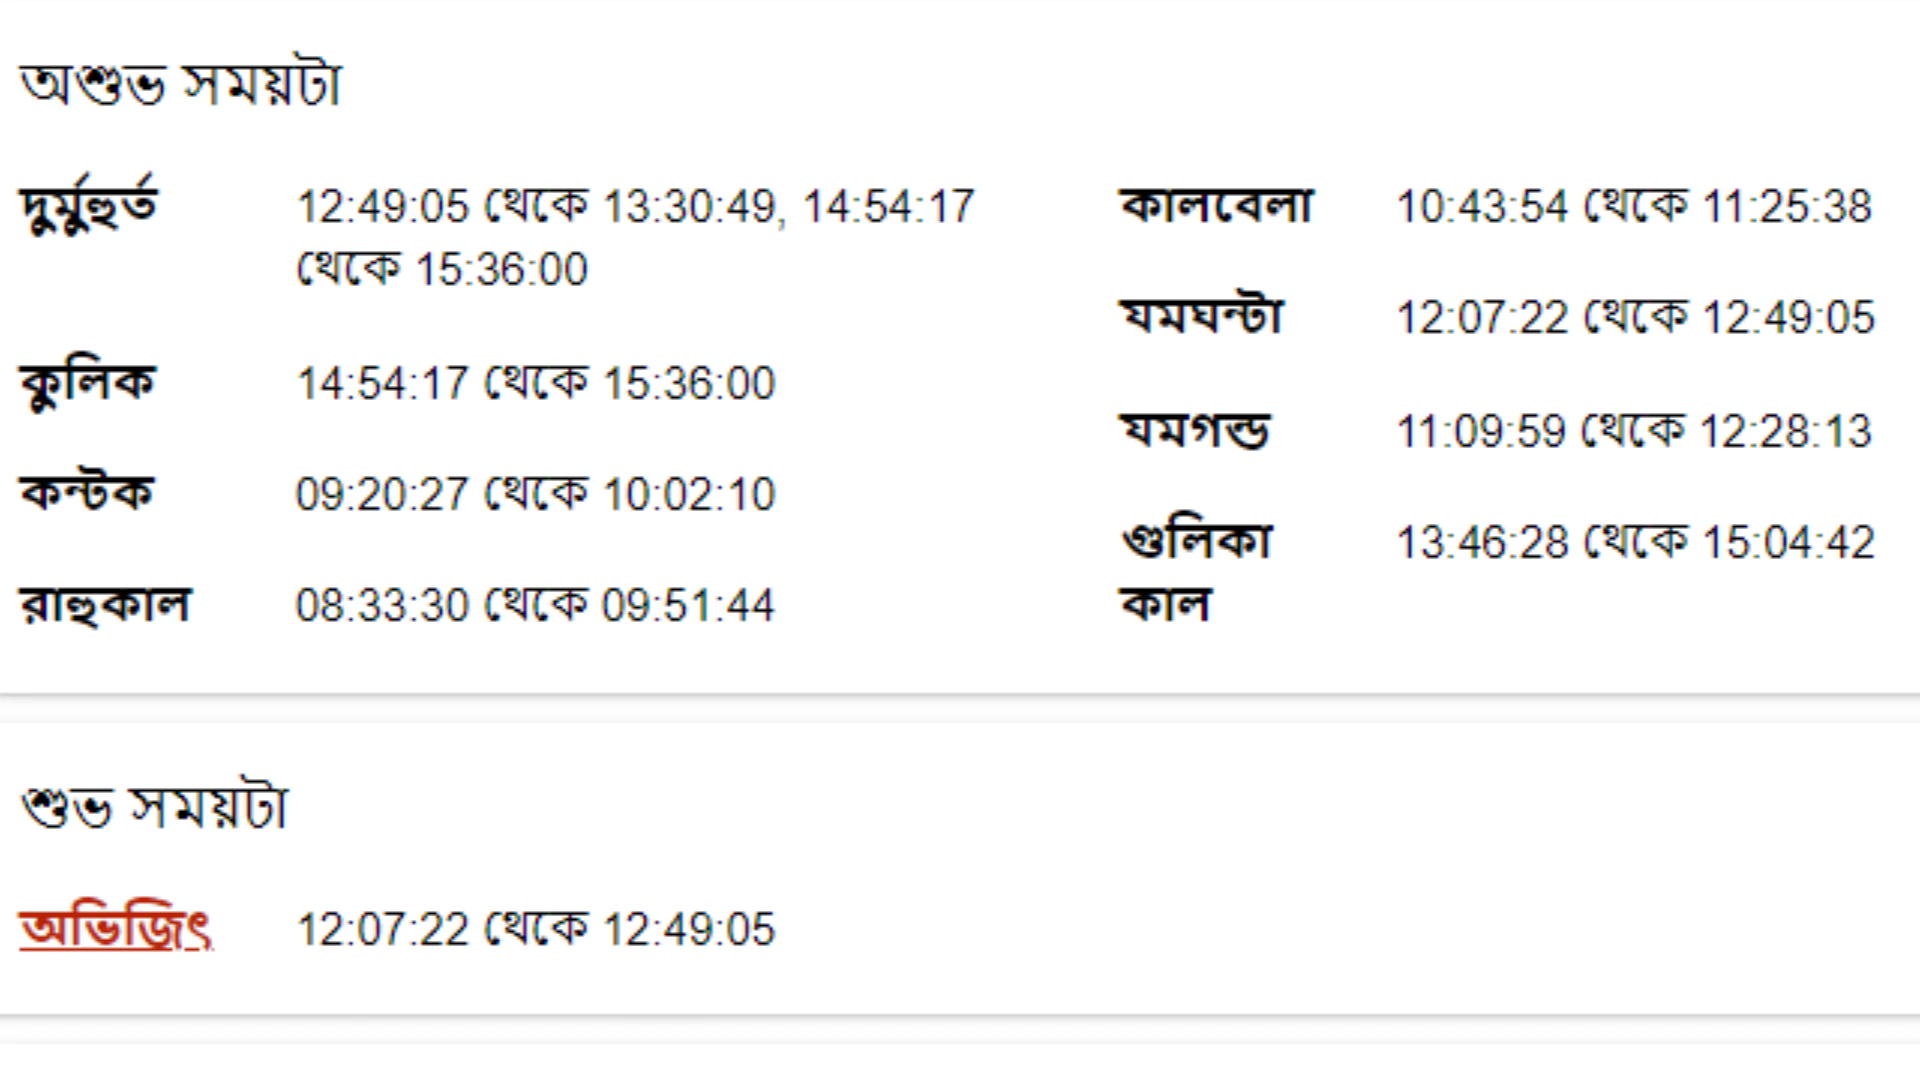 অশুভ সময়টা
দুর্মুহুর্ত 12:49:05 থেকে 13:30:49, 14:54:17
থেকে 15:36:00
কুলিক 14:54:17 থেকে 15:36:00
কন্টক 09:20:27 থেকে 10:02:10
রাহুকাল 08:33:30 থেকে 09:51:44
কালবেলা 10:43:54 থেকে 11:25:38
যমঘন্টা 12:07:22 থেকে 12:49:05
যমগন্ড 11:09:59 থেকে 12:28:13
গুলিকা 13:46:28 থেকে 15:04:42
কাল
শুভ সময়টা
অভিজিৎ 12:07:22 থেকে 12:49:05